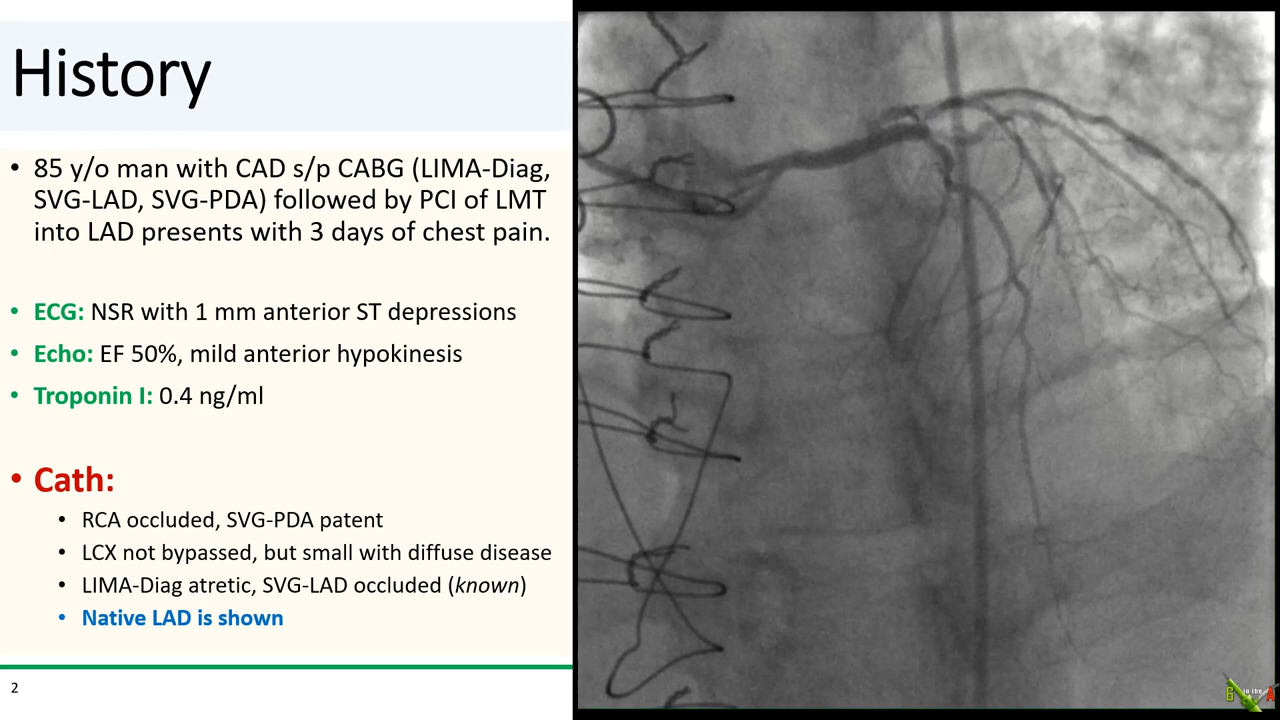 History
• 85 y/o man with CAD s/p CABG (LIMA-Diag,
SVG-LAD, SVG-PDA) followed by PCI of LMT
into LAD presents with 3 days of chest pain.
• ECG: NSR with 1 mm anterior ST depressions
• Echo: EF 50%, mild anterior hypokinesis
• Troponin I: 0.4 ng/ml
• Cath:
• RCA occluded, SVG-PDA patent
• LCX not bypassed, but small with diffuse disease
• LIMA-Diag atretic, SVG-LAD occluded (known)
• Native LAD is shown
2
in the